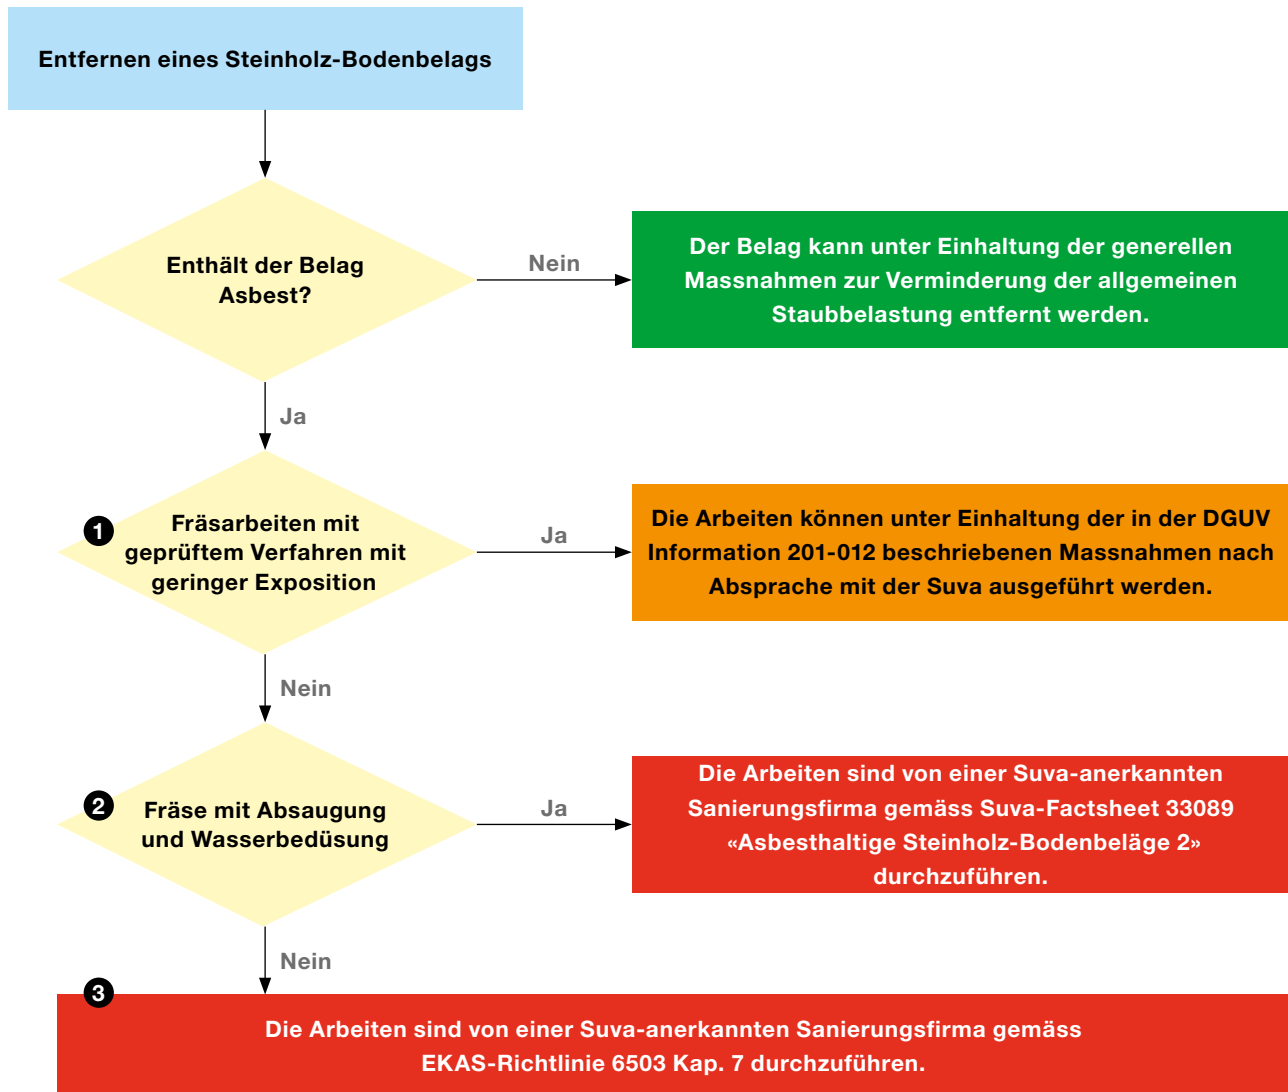 Entfernen eines Steinholz-Bodenbelags
Enthält der Belag
Asbest?
Nein
Der Belag kann unter Einhaltung der generellen
Massnahmen zur Verminderung der allgemeinen
Staubbelastung entfernt werden.
Ja
1
Fräsarbeiten mit
geprüftem Verfahren mit
geringer Exposition
Ja
Die Arbeiten können unter Einhaltung der in der DGUV
Information 201-012 beschriebenen Massnahmen nach
Absprache mit der Suva ausgeführt werden.
Nein
2
Fräse mit Absaugung
und Wasserbedüsung
Ja
Die Arbeiten sind von einer Suva-anerkannten
Sanierungsfirma gemäss Suva-Factsheet 33089
«Asbesthaltige Steinholz-Bodenbeläge 2»
durchzuführen.
Nein
3
Die Arbeiten sind von einer Suva-anerkannten Sanierungsfirma gemäss
EKAS-Richtlinie 6503 Kap. 7 durchzuführen.